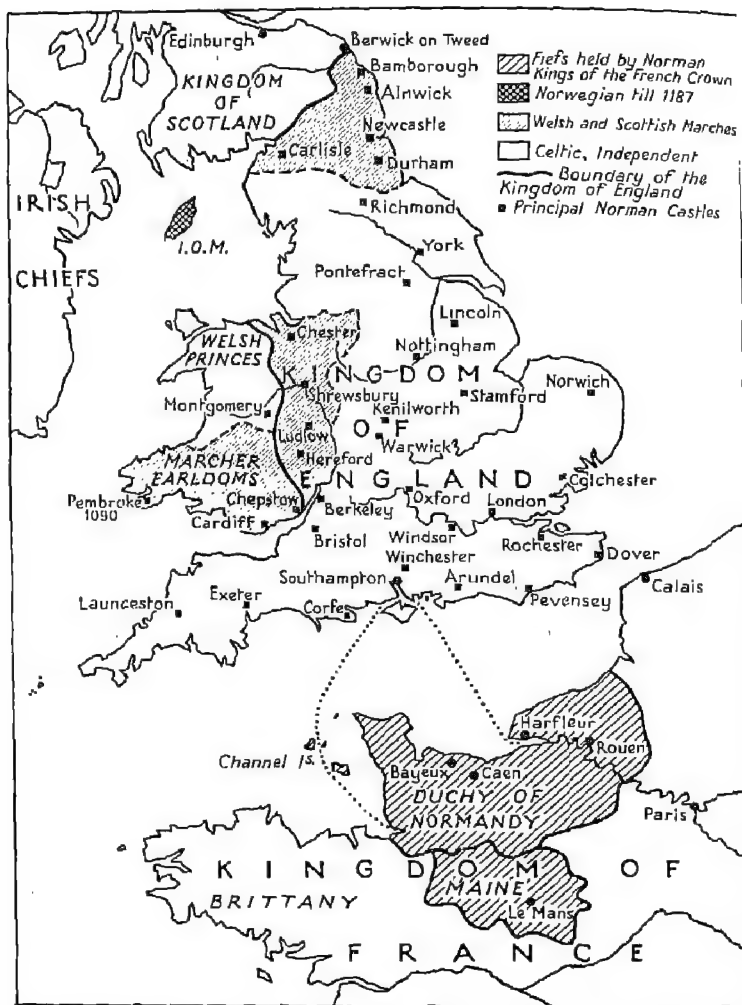 Edinburgh
Berwick on Tweed
KINGDOM
OF
SCOTLAND
Bamborough
Alnwick
Newcastle
Carlisle
Durham
Fiefs held by Norman
Kings of the French Crown
Norwegian till 1187
Welsh and Scottish Marches
Celtic, Independent
Boundary of the
Kingdom of England
Principal Norman Castles
IRISH
CHIEFS
I.O.M.
Richmond
York
Pontefract
Lincoln
Chester
Nottingham
WELSH
PRINCES
KINGDOM
Shrewsbury
Stamford
Norwich
Montgomery
Kenilworth
OF
Ludlow
Warwick
MARCHER
EARLDOMS
Hereford
ENGLAND
Colchester
Pembroke
1090
Chepstow
Berkeley
Oxford
London
Cardiff
Bristol
Windsor
Rochester
Dover
Winchester
Southampton
Arundel
Calais
Launceston
Exeter
Corfe
Pevensey
Channel Is.
Harfleur
Rouen
Bayeux
Caen
DUCHY OF
NORMANDY
Paris
KINGDOM OF
BRITTANY
MAINE
Le Mans
FRANCE